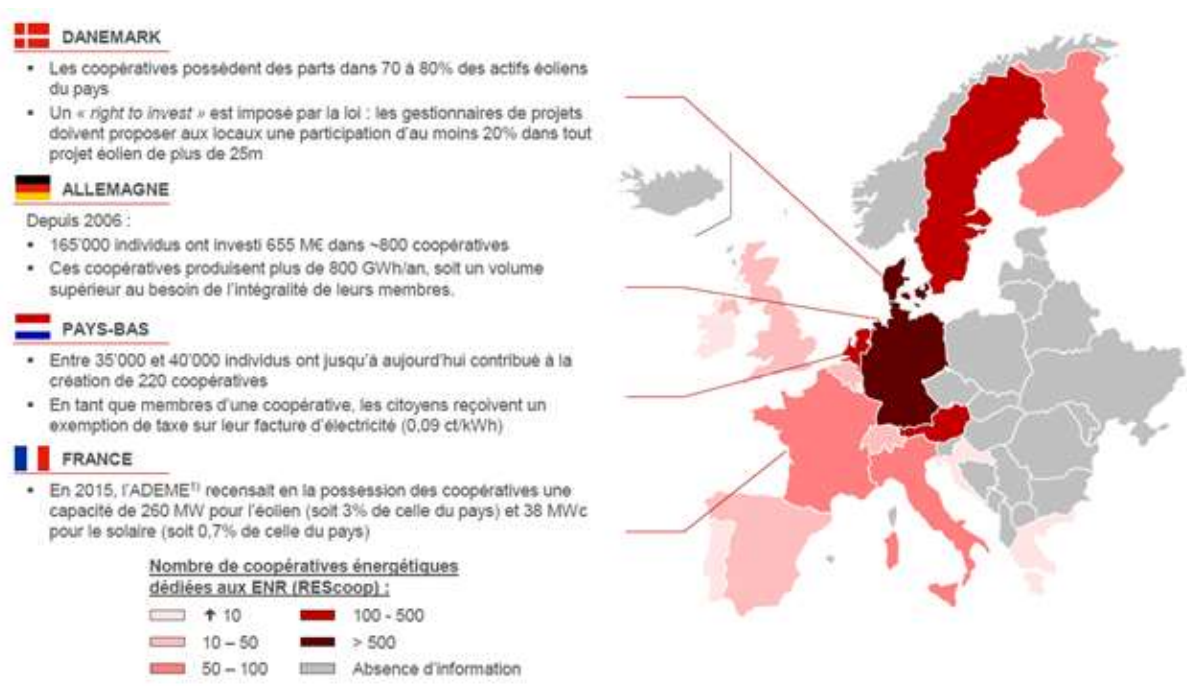 DANEMARK
▪ Les coopératives possèdent des parts dans 70 à 80% des actifs éoliens
du pays
▪ Un « right to invest » est imposé par la loi : les gestionnaires de projets
doivent proposer aux locaux une participation d'au moins 20% dans tout
projet éolien de plus de 25m
ALLEMAGNE
Depuis 2006 :
▪ 165'000 individus ont investi 655 M€ dans ~800 coopératives
▪ Ces coopératives produisent plus de 800 GWh/an, soit un volume
supérieur au besoin de l'intégralité de leurs membres.
PAYS-BAS
▪ Entre 35'000 et 40'000 individus ont jusqu'à aujourd'hui contribué à la
création de 220 coopératives
▪ En tant que membres d'une coopérative, les citoyens reçoivent un
exemption de taxe sur leur facture d'électricité (0,09 ct/kWh)
FRANCE
▪ En 2015, l'ADEME¹⁾ recensait en la possession des coopératives une
capacité de 260 MW pour l'éolien (soit 3% de celle du pays) et 38 MWc
pour le solaire (soit 0,7% de celle du pays)
Nombre de coopératives énergétiques
dédiées aux ENR (REScoop) :
↑ 10
10 – 50
50 – 100
100 - 500
> 500
Absence d'information